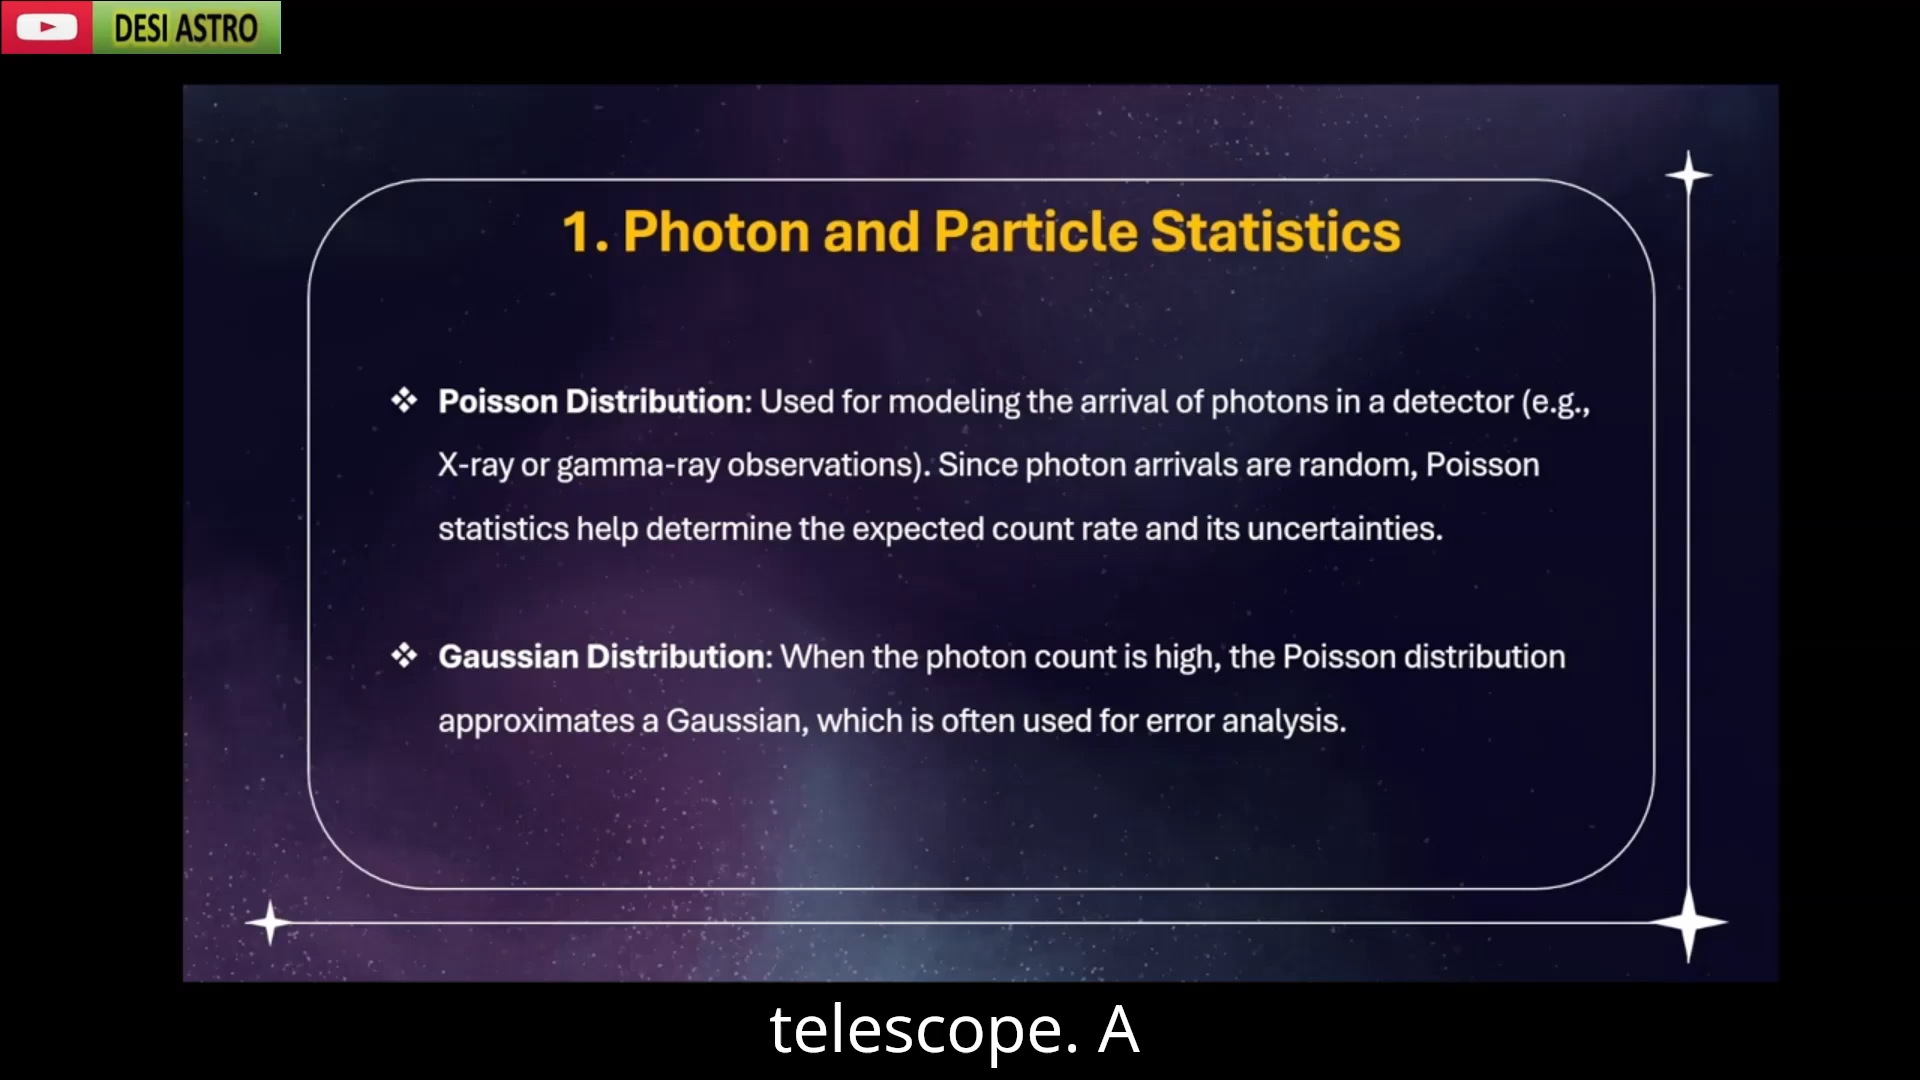 DESI ASTRO
1. Photon and Particle Statistics
❖ Poisson Distribution: Used for modeling the arrival of photons in a detector (e.g.,
X-ray or gamma-ray observations). Since photon arrivals are random, Poisson
statistics help determine the expected count rate and its uncertainties.
❖ Gaussian Distribution: When the photon count is high, the Poisson distribution
approximates a Gaussian, which is often used for error analysis.
telescope. A